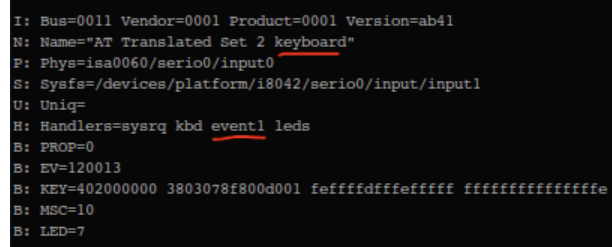 I: Bus=0011 Vendor=0001 Product=0001 Version=ab41
N: Name="AT Translated Set 2 keyboard"
P: Phys=isa0060/serio0/input0
S: Sysfs=/devices/platform/i8042/serio0/input/input1
U: Uniq=
H: Handlers=sysrq kbd event1 leds
B: PROP=0
B: EV=120013
B: KEY=402000000 3803078f800d001 feffffdfffefffff fffffffffffffffe
B: MSC=10
B: LED=7